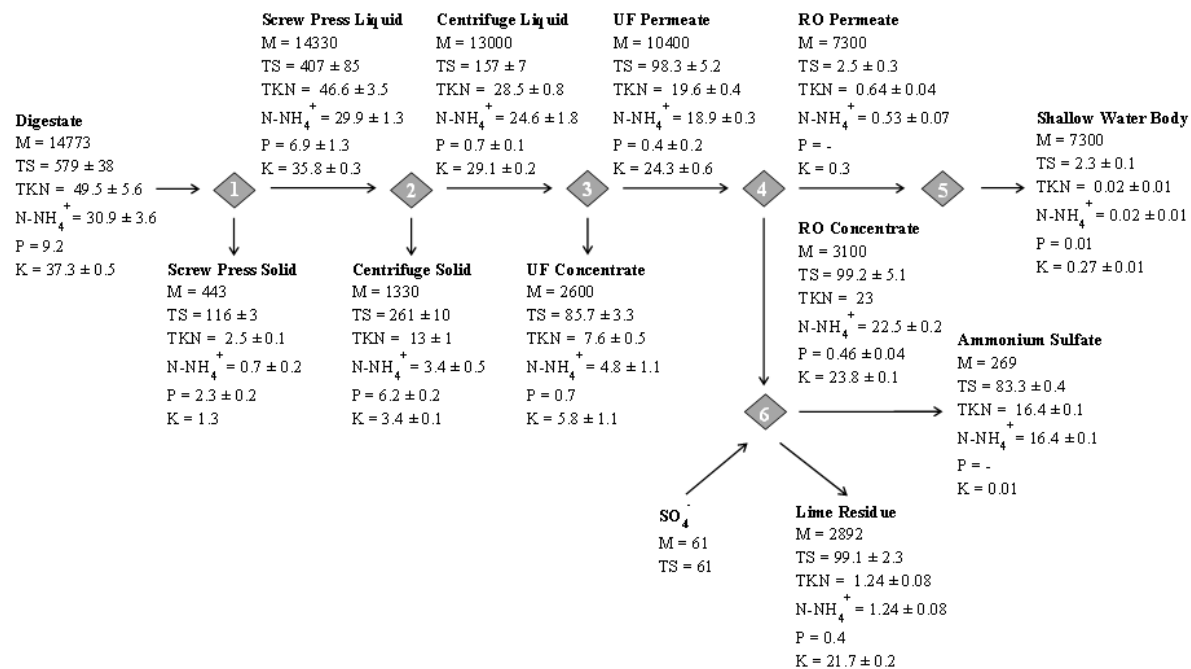 Screw Press Liquid
M = 14330
TS = 407 ± 85
TKN = 46.6 ± 3.5
N-NH4+ = 29.9 ± 1.3
P = 6.9 ± 1.3
K = 35.8 ± 0.3
Centrifuge Liquid
M = 13000
TS = 157 ± 7
TKN = 28.5 ± 0.8
N-NH4+ = 24.6 ± 1.8
P = 0.7 ± 0.1
K = 29.1 ± 0.2
UF Permeate
M = 10400
TS = 98.3 ± 5.2
TKN = 19.6 ± 0.4
N-NH4+ = 18.9 ± 0.3
P = 0.4 ± 0.2
K = 24.3 ± 0.6
RO Permeate
M = 7300
TS = 2.5 ± 0.3
TKN = 0.64 ± 0.04
N-NH4+ = 0.53 ± 0.07
P = -
K = 0.3
Digestate
M = 14773
TS = 579 ± 38
TKN = 49.5 ± 5.6
N-NH4+ = 30.9 ± 3.6
P = 9.2
K = 37.3 ± 0.5
1
2
3
4
5
Shallow Water Body
M = 7300
TS = 2.3 ± 0.1
TKN = 0.02 ± 0.01
N-NH4+ = 0.02 ± 0.01
P = 0.01
K = 0.27 ± 0.01
Screw Press Solid
M = 443
TS = 116 ± 3
TKN = 2.5 ± 0.1
N-NH4+ = 0.7 ± 0.2
P = 2.3 ± 0.2
K = 1.3
Centrifuge Solid
M = 1330
TS = 261 ± 10
TKN = 13 ± 1
N-NH4+ = 3.4 ± 0.5
P = 6.2 ± 0.2
K = 3.4 ± 0.1
UF Concentrate
M = 2600
TS = 85.7 ± 3.3
TKN = 7.6 ± 0.5
N-NH4+ = 4.8 ± 1.1
P = 0.7
K = 5.8 ± 1.1
RO Concentrate
M = 3100
TS = 99.2 ± 5.1
TKN = 23
N-NH4+ = 22.5 ± 0.2
P = 0.46 ± 0.04
K = 23.8 ± 0.1
6
Ammonium Sulfate
M = 269
TS = 83.3 ± 0.4
TKN = 16.4 ± 0.1
N-NH4+ = 16.4 ± 0.1
P = -
K = 0.01
SO4-
M = 61
TS = 61
Lime Residue
M = 2892
TS = 99.1 ± 2.3
TKN = 1.24 ± 0.08
N-NH4+ = 1.24 ± 0.08
P = 0.4
K = 21.7 ± 0.2